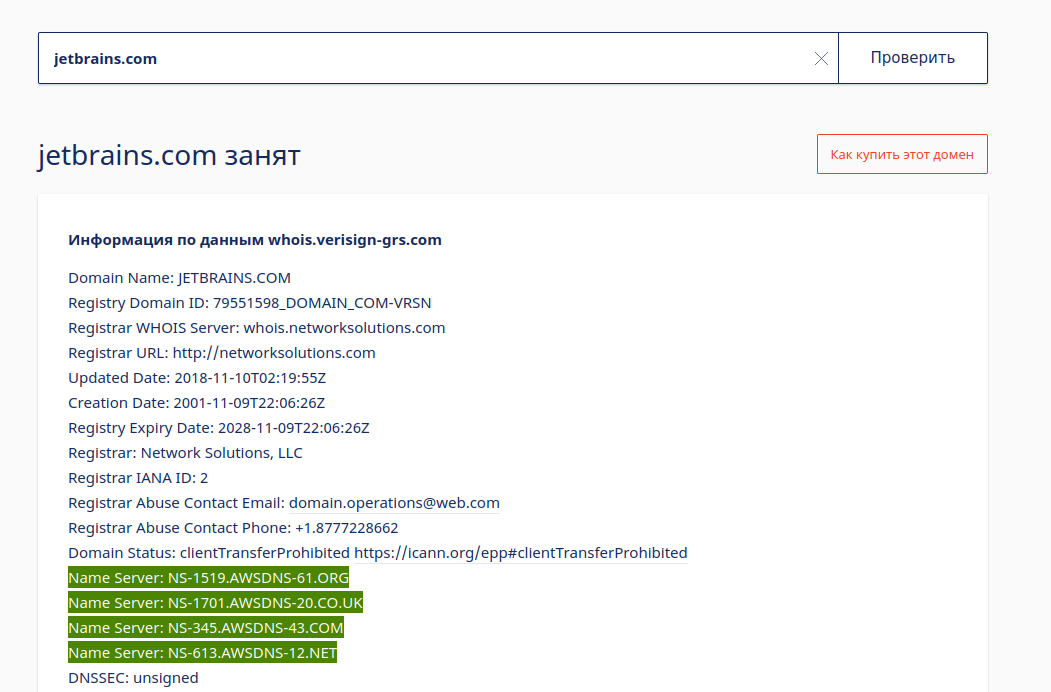 jetbrains.com
Проверить
jetbrains.com занят
Как купить этот домен
Информация по данным whois.verisign-grs.com
Domain Name: JETBRAINS.COM
Registry Domain ID: 79551598_DOMAIN_COM-VRSN
Registrar WHOIS Server: whois.networksolutions.com
Registrar URL: http://networksolutions.com
Updated Date: 2018-11-10T02:19:55Z
Creation Date: 2001-11-09T22:06:26Z
Registry Expiry Date: 2028-11-09T22:06:26Z
Registrar: Network Solutions, LLC
Registrar IANA ID: 2
Registrar Abuse Contact Email: domain.operations@web.com
Registrar Abuse Contact Phone: +1.8777228662
Domain Status: clientTransferProhibited https://icann.org/epp#clientTransferProhibited
Name Server: NS-1519.AWSDNS-61.ORG
Name Server: NS-1701.AWSDNS-20.CO.UK
Name Server: NS-345.AWSDNS-43.COM
Name Server: NS-613.AWSDNS-12.NET
DNSSEC: unsigned